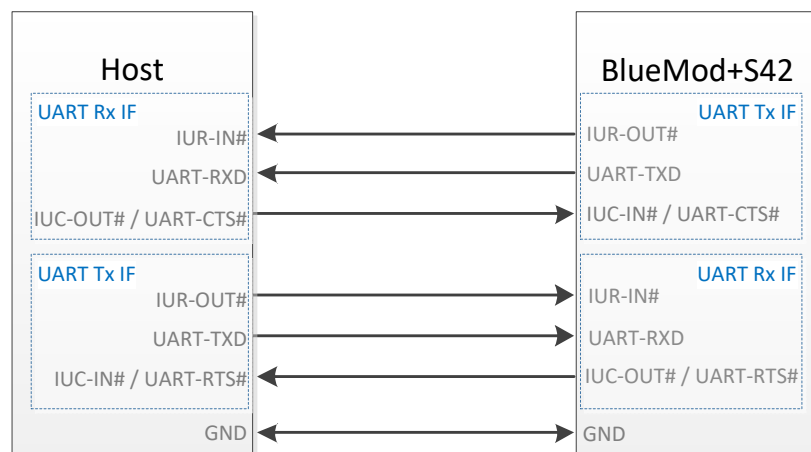 Host
BlueMod+S42
UART Rx IF
UART Tx IF
IUR-IN#
IUR-OUT#
UART-RXD
UART-TXD
IUC-OUT# / UART-CTS#
IUC-IN# / UART-CTS#
UART Tx IF
UART Rx IF
IUR-OUT#
IUR-IN#
UART-TXD
UART-RXD
IUC-IN# / UART-RTS#
IUC-OUT# / UART-RTS#
GND
GND